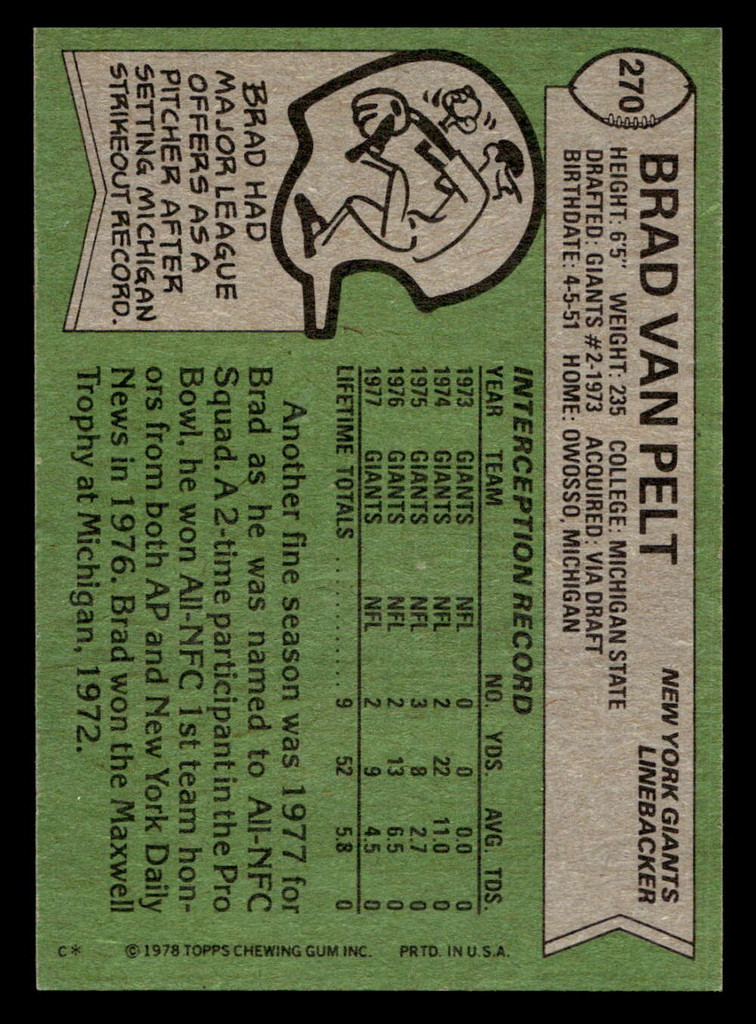 270
BRAD VAN PELT
NEW YORK GIANTS
LINEBACKER
HEIGHT: 6'5" WEIGHT: 235 COLLEGE: MICHIGAN STATE
DRAFTED: GIANTS #2-1973 ACQUIRED: VIA DRAFT
BIRTHDATE: 4-5-51 HOME: OWOSSO, MICHIGAN
BRAD HAD
MAJOR LEAGUE
OFFERS AS A
PITCHER AFTER
SETTING MICHIGAN
STRIKEOUT RECORD.
INTERCEPTION RECORD
YEAR TEAM NO. YDS. AVG. TDS.
1973 GIANTS NFL 0 0 0.0 0
1974 GIANTS NFL 2 22 11.0 0
1975 GIANTS NFL 3 8 2.7 0
1976 GIANTS NFL 2 13 6.5 0
1977 GIANTS NFL 2 9 4.5 0
LIFETIME TOTALS .......... 9 52 5.8 0
Another fine season was 1977 for
Brad as he was named to All-NFC
Squad. A 2-time participant in the Pro
Bowl, he won All-NFC 1st team hon-
ors from both AP and New York Daily
News in 1976. Brad won the Maxwell
Trophy at Michigan, 1972.
C* © 1978 TOPPS CHEWING GUM INC. PRTD. IN U.S.A.